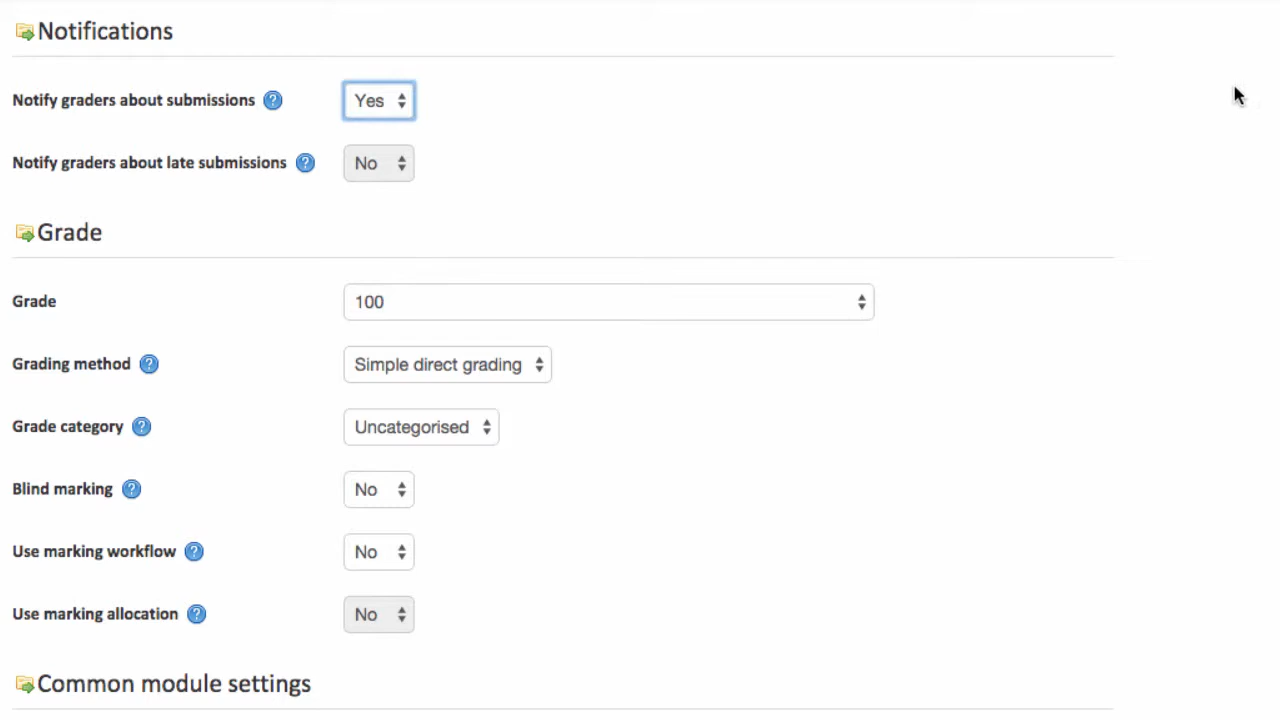 Notifications
Notify graders about submissions ? Yes
Notify graders about late submissions ? No
Grade
Grade 100
Grading method ? Simple direct grading
Grade category ? Uncategorised
Blind marking ? No
Use marking workflow ? No
Use marking allocation ? No
Common module settings